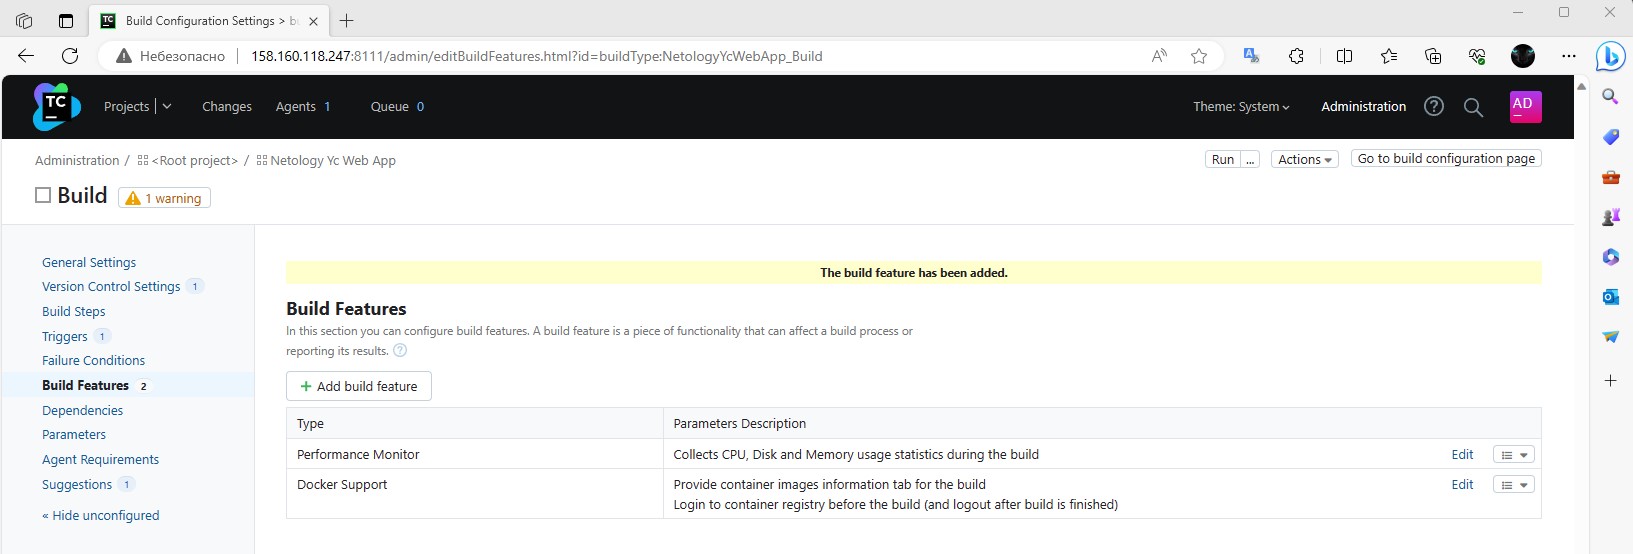 Build Configuration Settings > bu
Небезопасно
158.160.118.247:8111/admin/editBuildFeatures.html?id=buildType:NetologyYcWebApp_Build
TC
Projects
Changes
Agents 1
Queue 0
Theme: System
Administration
AD
Administration / <Root project> / Netology Yc Web App
Run ...
Actions
Go to build configuration page
Build
1 warning
General Settings
Version Control Settings 1
Build Steps
Triggers 1
Failure Conditions
Build Features 2
Dependencies
Parameters
Agent Requirements
Suggestions 1
« Hide unconfigured
The build feature has been added.
Build Features
In this section you can configure build features. A build feature is a piece of functionality that can affect a build process or
reporting its results.
+ Add build feature
Type Parameters Description
Performance Monitor Collects CPU, Disk and Memory usage statistics during the build Edit
Docker Support Provide container images information tab for the build Edit
Login to container registry before the build (and logout after build is finished)